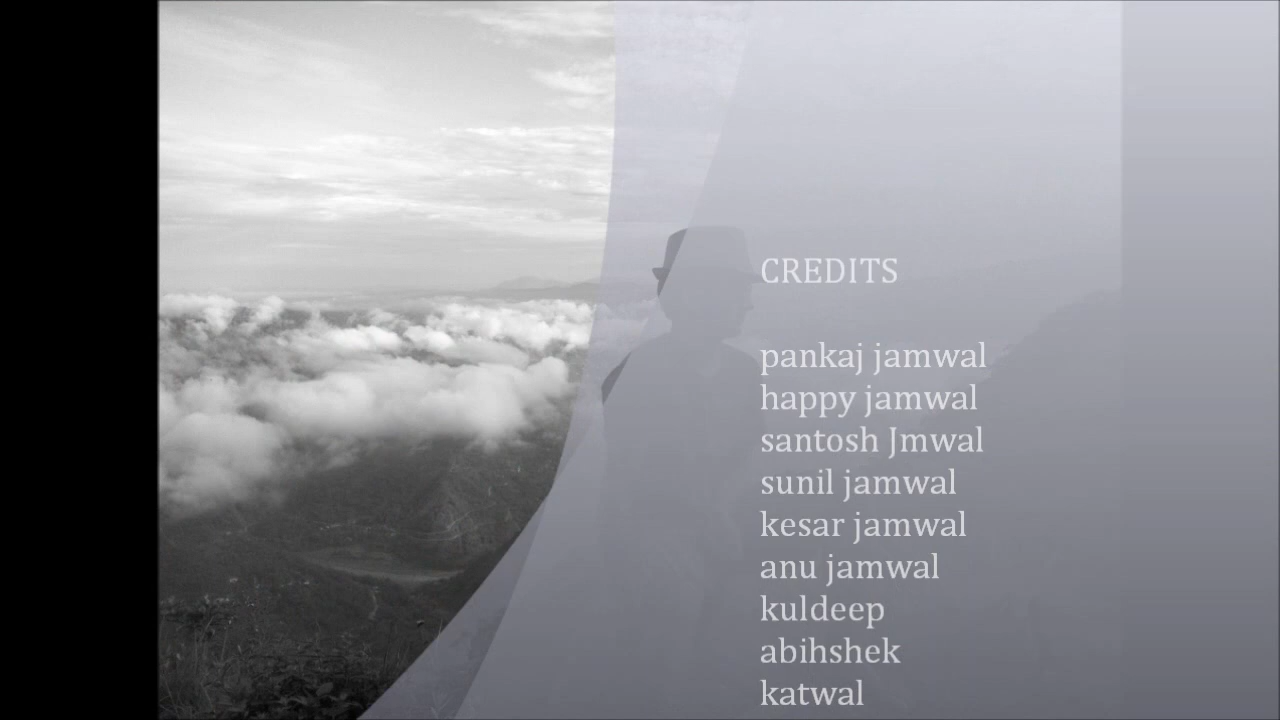 CREDITS
pankaj jamwal
happy jamwal
santosh Jmwal
sunil jamwal
kesar jamwal
anu jamwal
kuldeep
abihshek
katwal